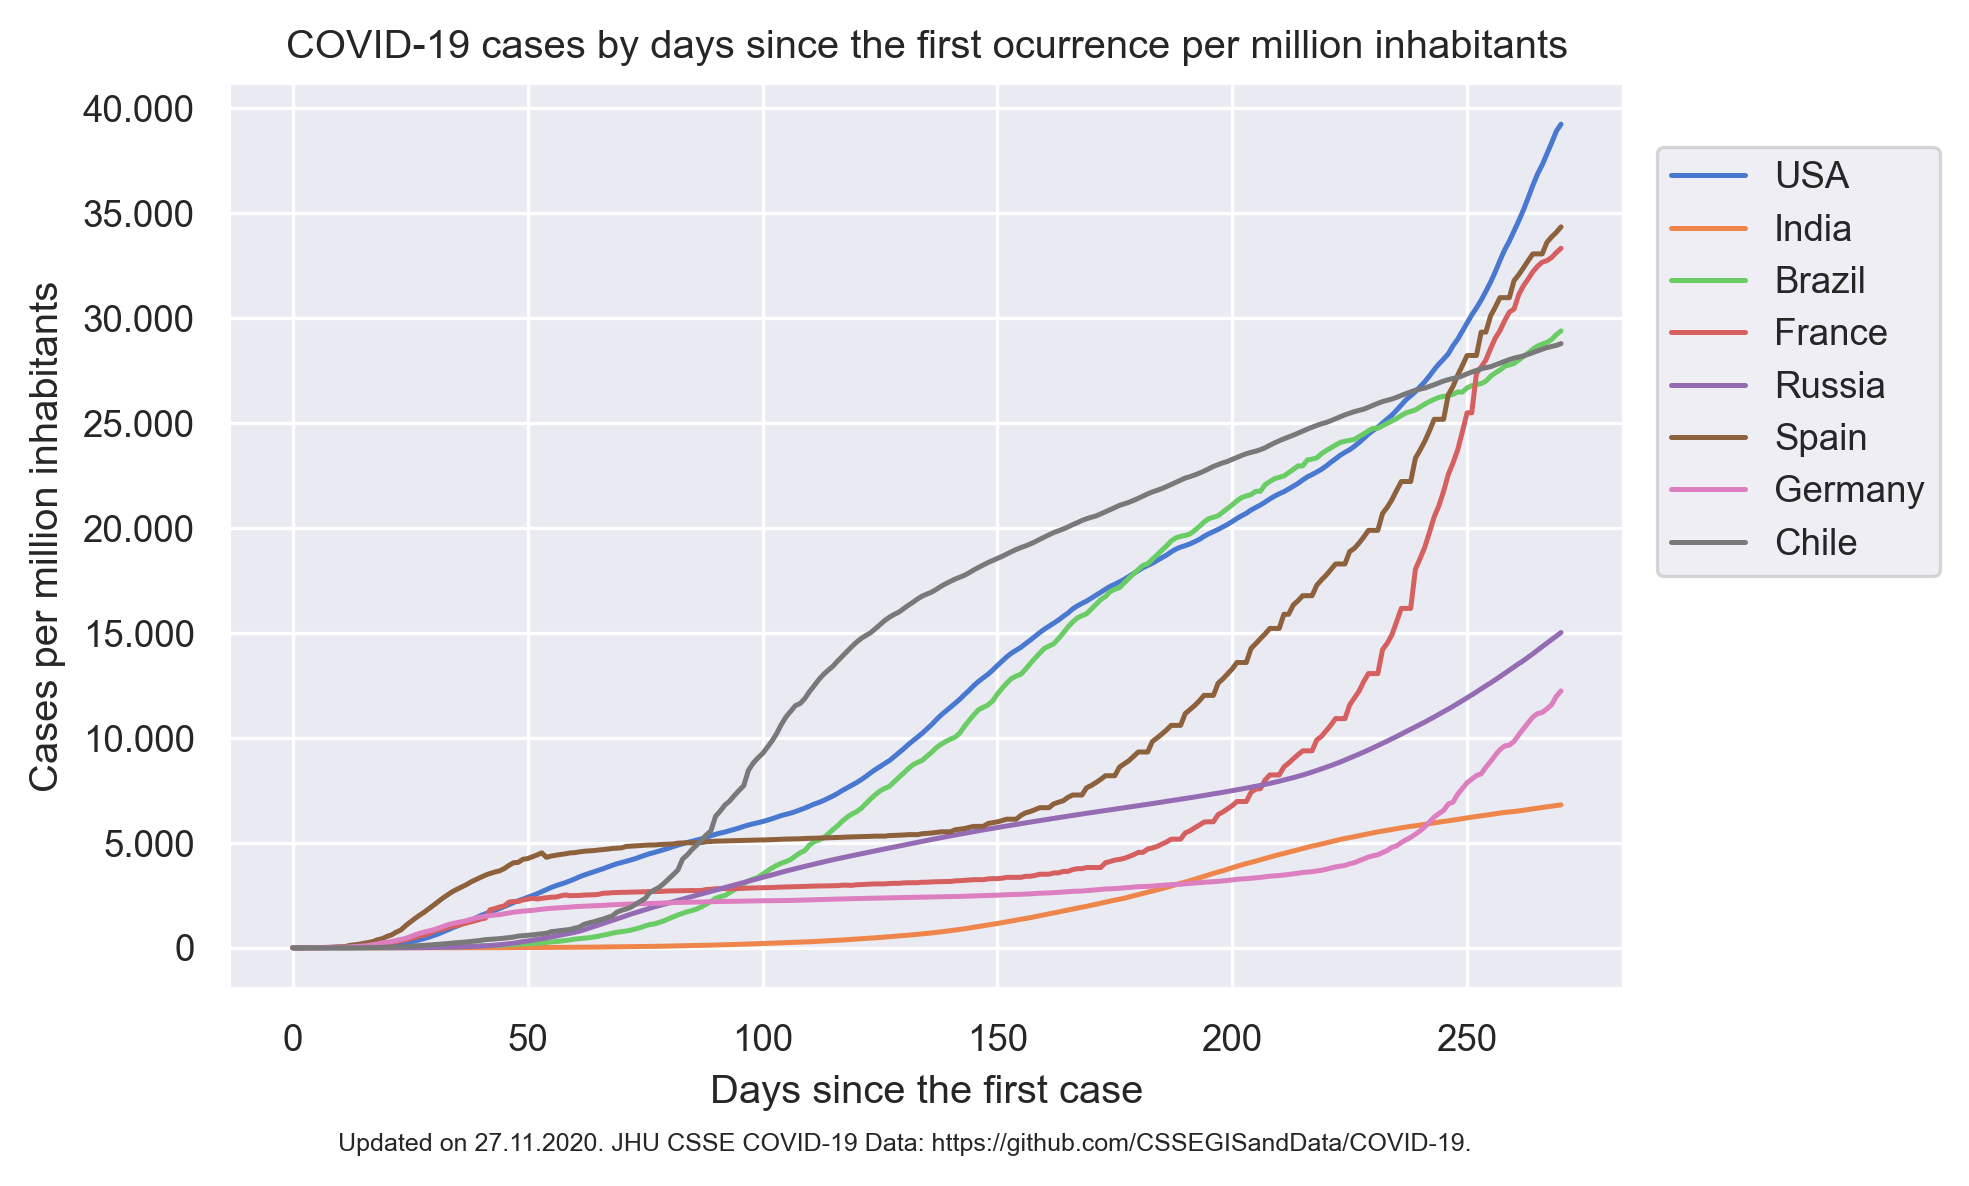 COVID-19 cases by days since the first ocurrence per million inhabitants
Cases per million inhabitants
40.000
35.000
30.000
25.000
20.000
15.000
10.000
5.000
0
0 50 100 150 200 250
Days since the first case
USA
India
Brazil
France
Russia
Spain
Germany
Chile
Updated on 27.11.2020. JHU CSSE COVID-19 Data: https://github.com/CSSEGISandData/COVID-19.